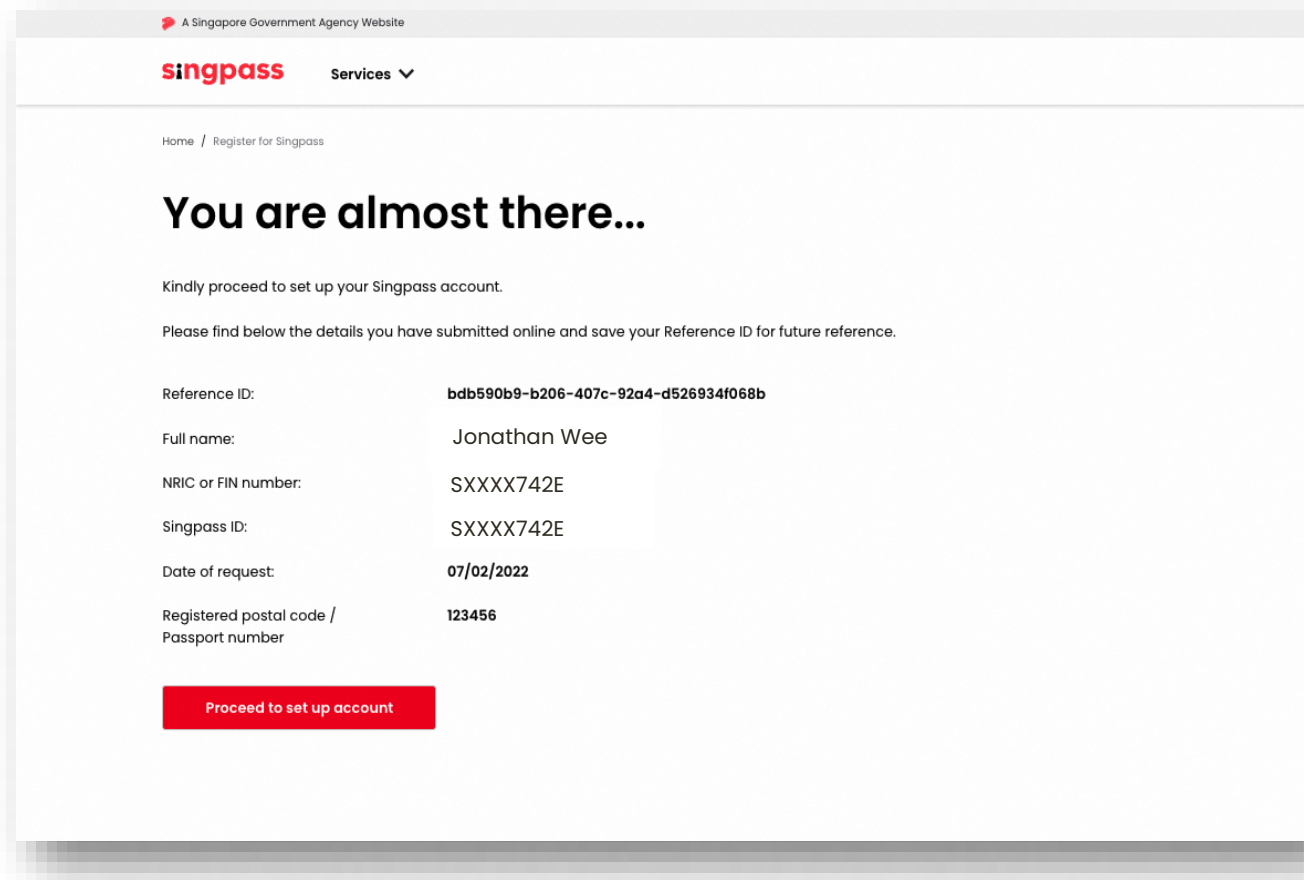 A Singapore Government Agency Website
singpass Services
Home / Register for Singpass
You are almost there...
Kindly proceed to set up your Singpass account.
Please find below the details you have submitted online and save your Reference ID for future reference.
Reference ID: bdb590b9-b206-407c-92a4-d526934f068b
Full name: Jonathan Wee
NRIC or FIN number: SXXXX742E
Singpass ID: SXXXX742E
Date of request: 07/02/2022
Registered postal code / 123456
Passport number
Proceed to set up account